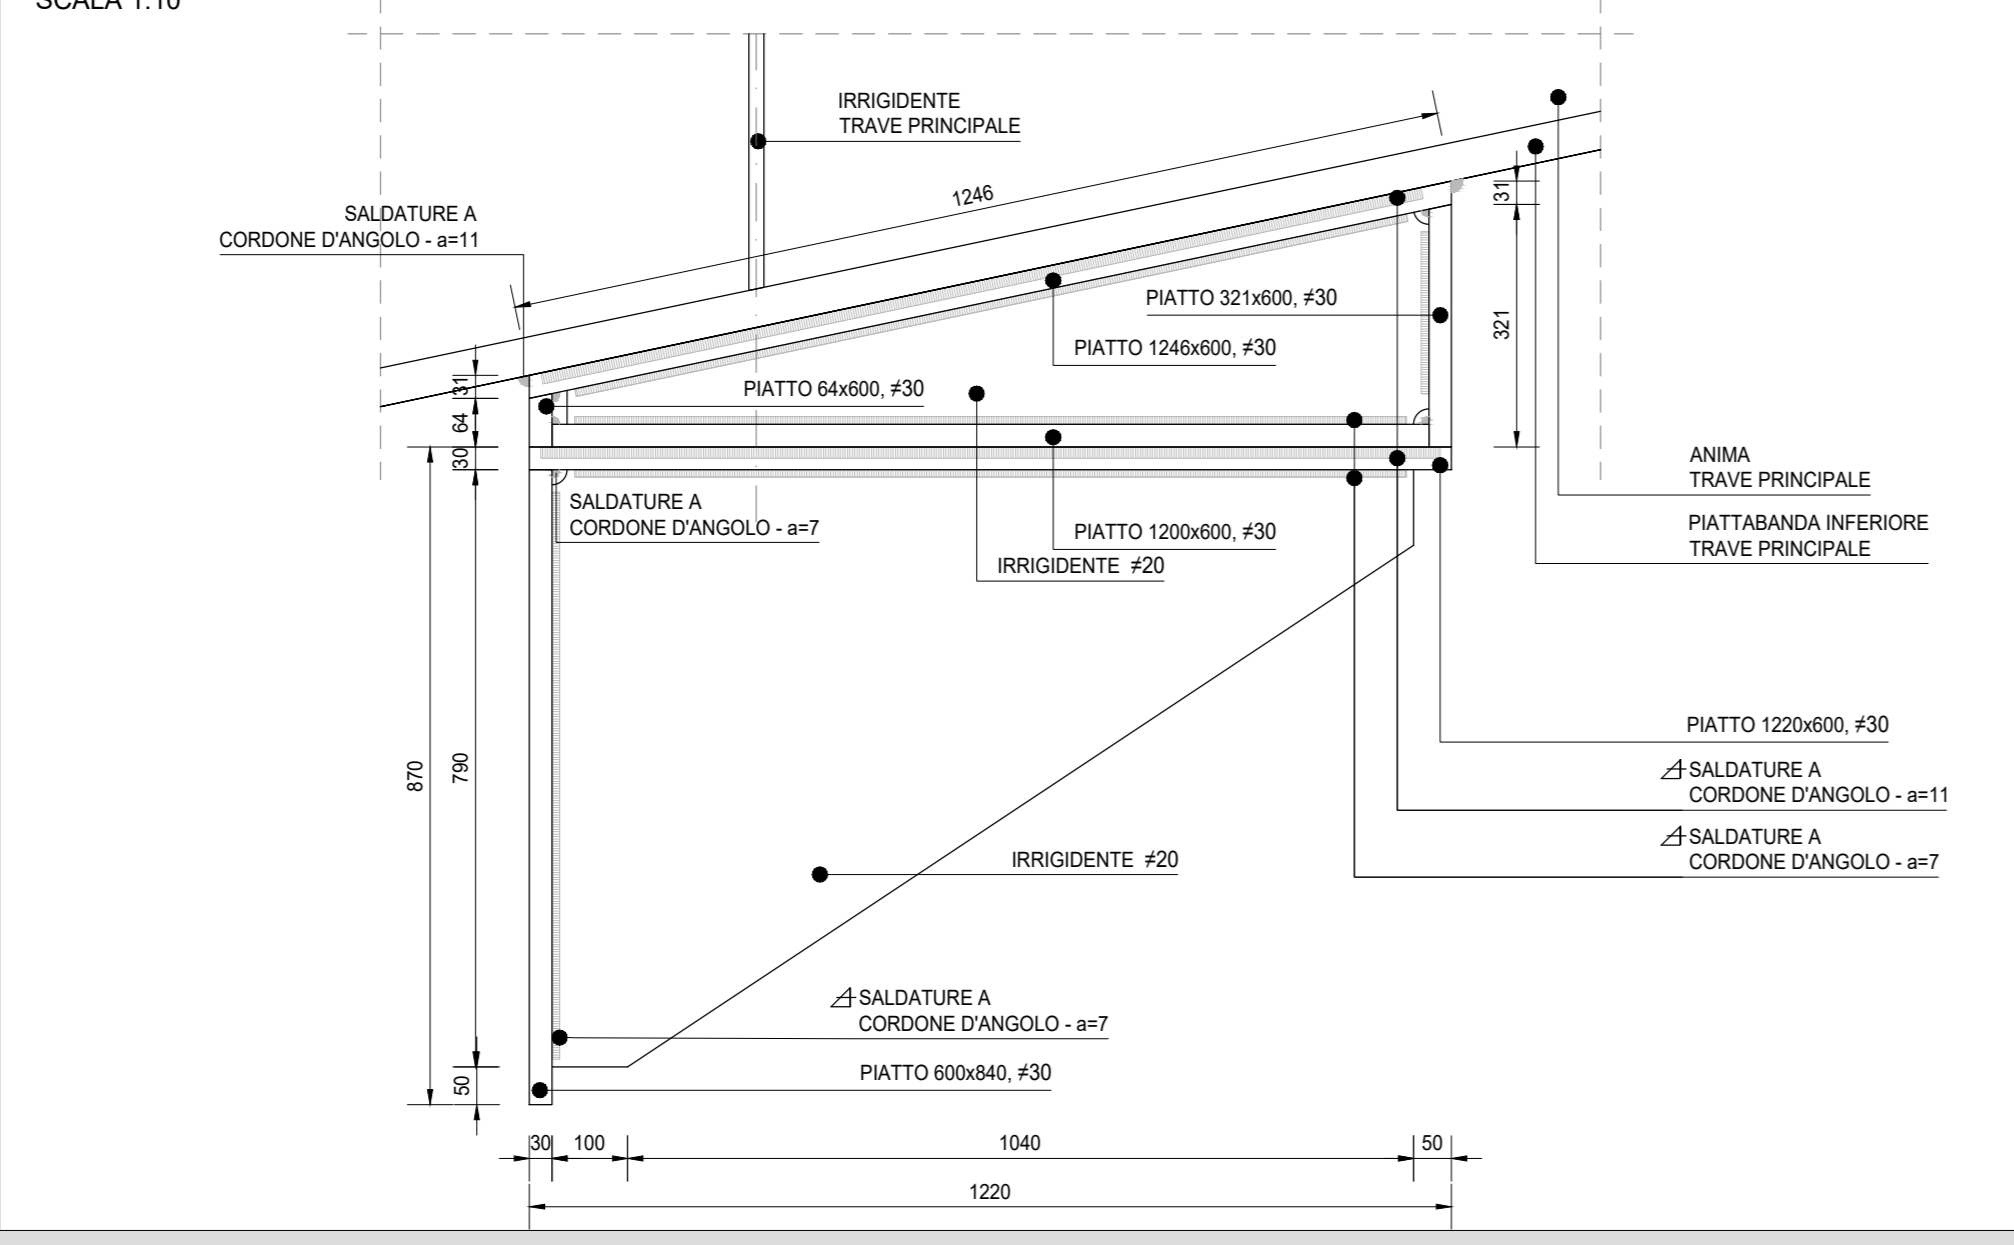 SCALA 1:10
IRRIGIDENTE
TRAVE PRINCIPALE
1246
SALDATURE A
CORDONE D'ANGOLO - a=11
31
321
PIATTO 321x600, ≠30
PIATTO 1246x600, ≠30
31
64
30
PIATTO 64x600, ≠30
ANIMA
TRAVE PRINCIPALE
SALDATURE A
CORDONE D'ANGOLO - a=7
PIATTO 1200x600, ≠30
IRRIGIDENTE ≠20
PIATTABANDA INFERIORE
TRAVE PRINCIPALE
870
790
PIATTO 1220x600, ≠30
SALDATURE A
CORDONE D'ANGOLO - a=11
SALDATURE A
CORDONE D'ANGOLO - a=7
IRRIGIDENTE ≠20
SALDATURE A
CORDONE D'ANGOLO - a=7
50
PIATTO 600x840, ≠30
30
100
1040
50
1220